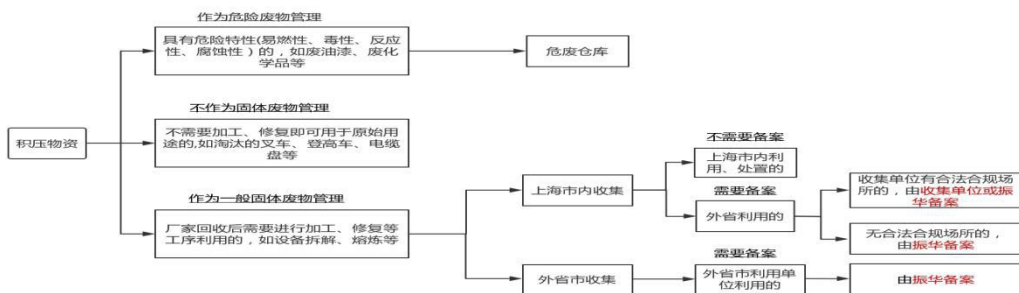 作为危险废物管理
具有危险特性(易燃性、毒性、反应
性、腐蚀性)的，如废油漆、废化
学品等
危废仓库
不作为固体废物管理
不需要加工、修复即可用于原始用
途的,如淘汰的叉车、登高车、电缆
盘等
积压物资
作为一般固体废物管理
厂家回收后需要进行加工、修复等
工序利用的，如设备拆解、熔炼等
上海市内收集
不需要备案
上海市内利
用、处置的
需要备案
外省利用的
收集单位有合法合规场
所的，由收集单位或振
华备案
无合法合规场所的，
由振华备案
外省市收集
需要备案
外省市利用单
位利用的
由振华备案